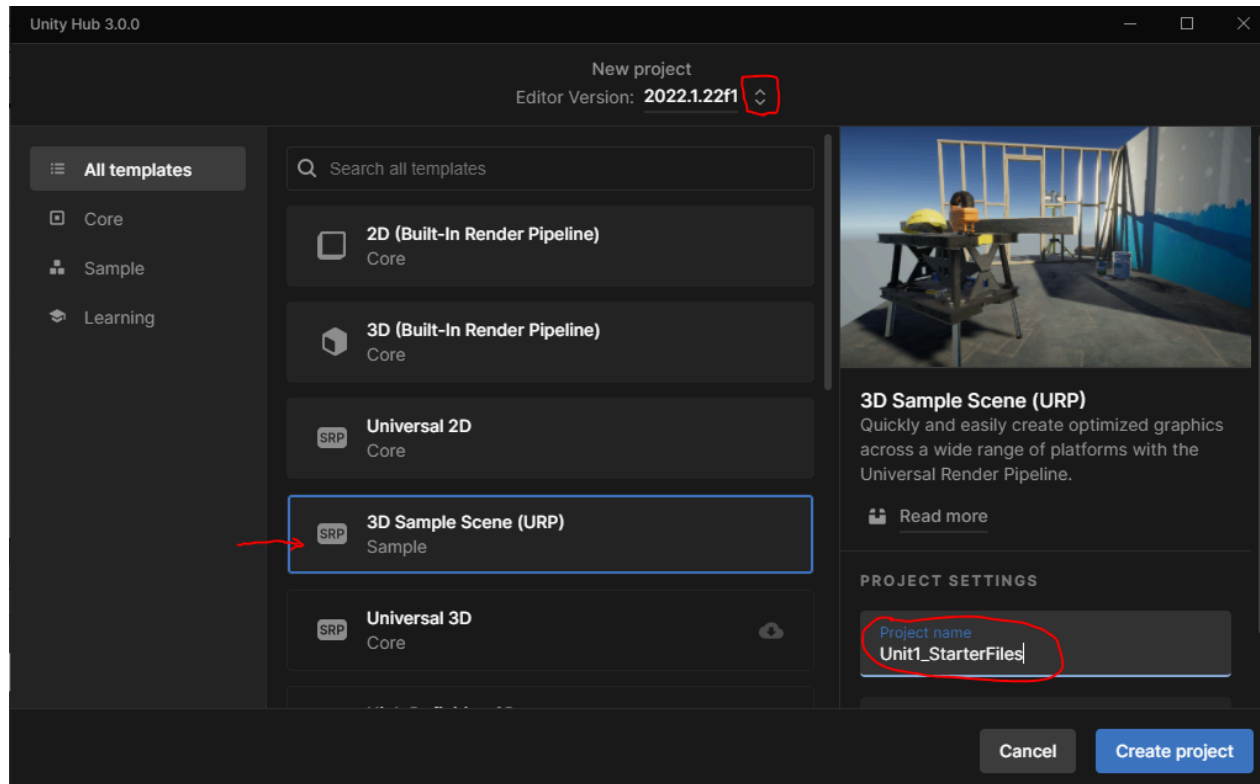 Unity Hub 3.0.0
New project
Editor Version: 2022.1.22f1
All templates
Core
Sample
Learning
Search all templates
2D (Built-In Render Pipeline)
Core
3D (Built-In Render Pipeline)
Core
SRP
Universal 2D
Core
SRP
3D Sample Scene (URP)
Sample
SRP
Universal 3D
Core
3D Sample Scene (URP)
Quickly and easily create optimized graphics
across a wide range of platforms with the
Universal Render Pipeline.
Read more
PROJECT SETTINGS
Project name
Unit1_StarterFiles
Cancel
Create project